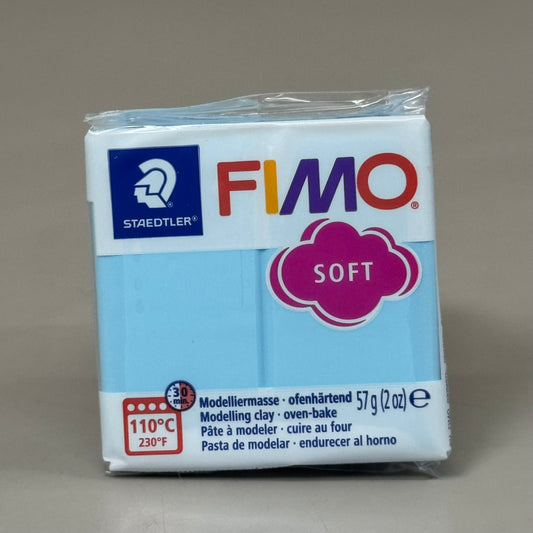 STAEDTLER®
FIMO®
SOFT
30 min.
110°C
230°F
Modelliermasse · ofenhärtend 57 g (2 oz) ℮
Modelling clay · oven-bake
Pâte à modeler · cuire au four
Pasta de modelar · endurecer al horno